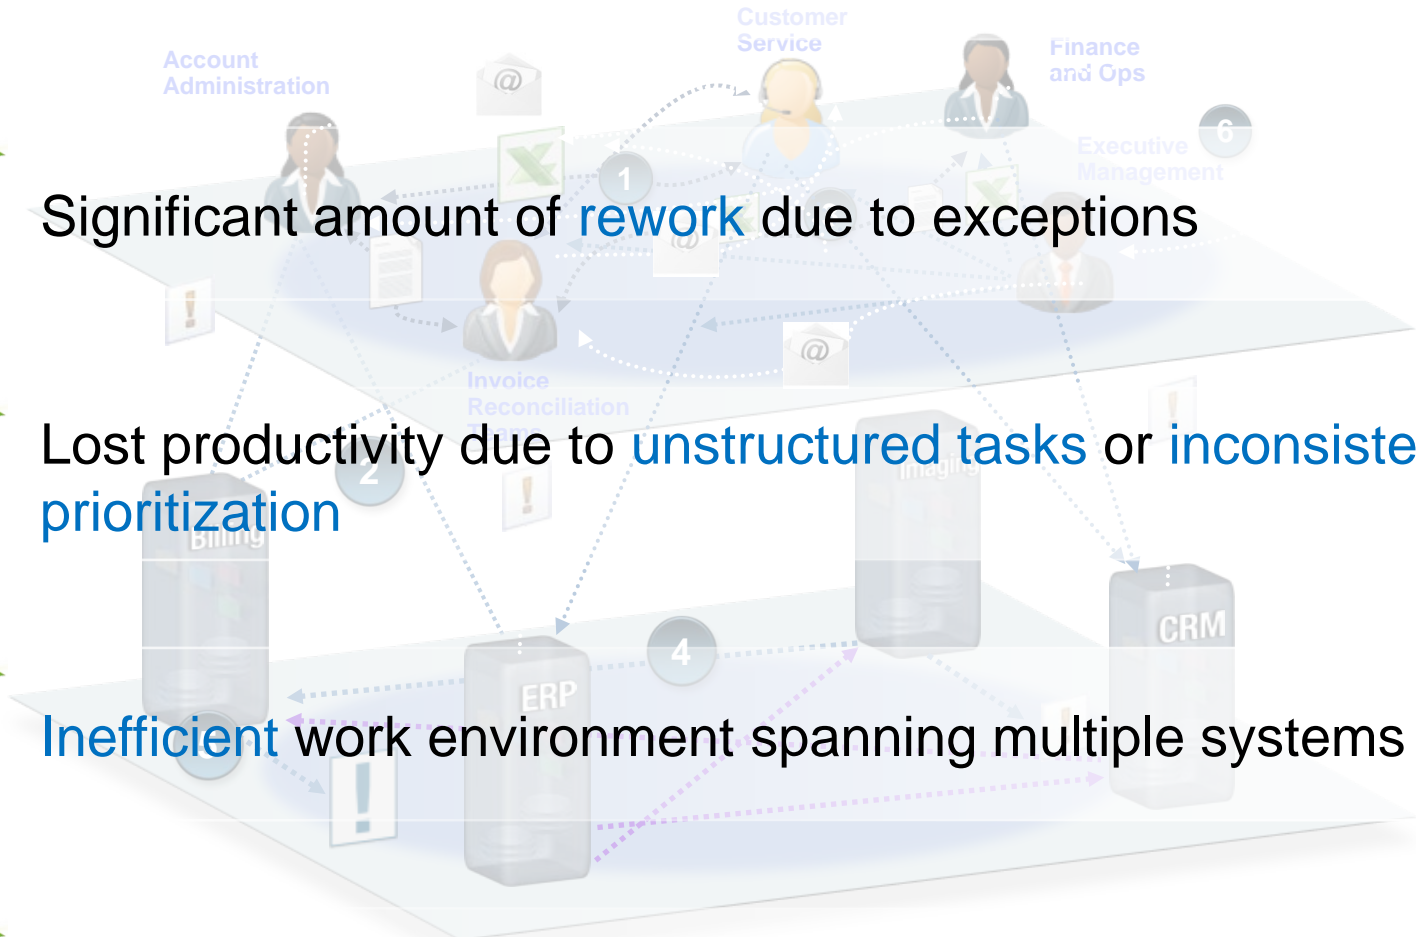 Customer
Service
Account
Administration
Finance
and Ops
6
Executive
Management
1
Significant amount of rework due to exceptions
Invoice
Reconciliation
Teams
Lost productivity due to unstructured tasks or inconsiste
prioritization
2
Imaging
Billing
CRM
4
ERP
Inefficient work environment spanning multiple systems